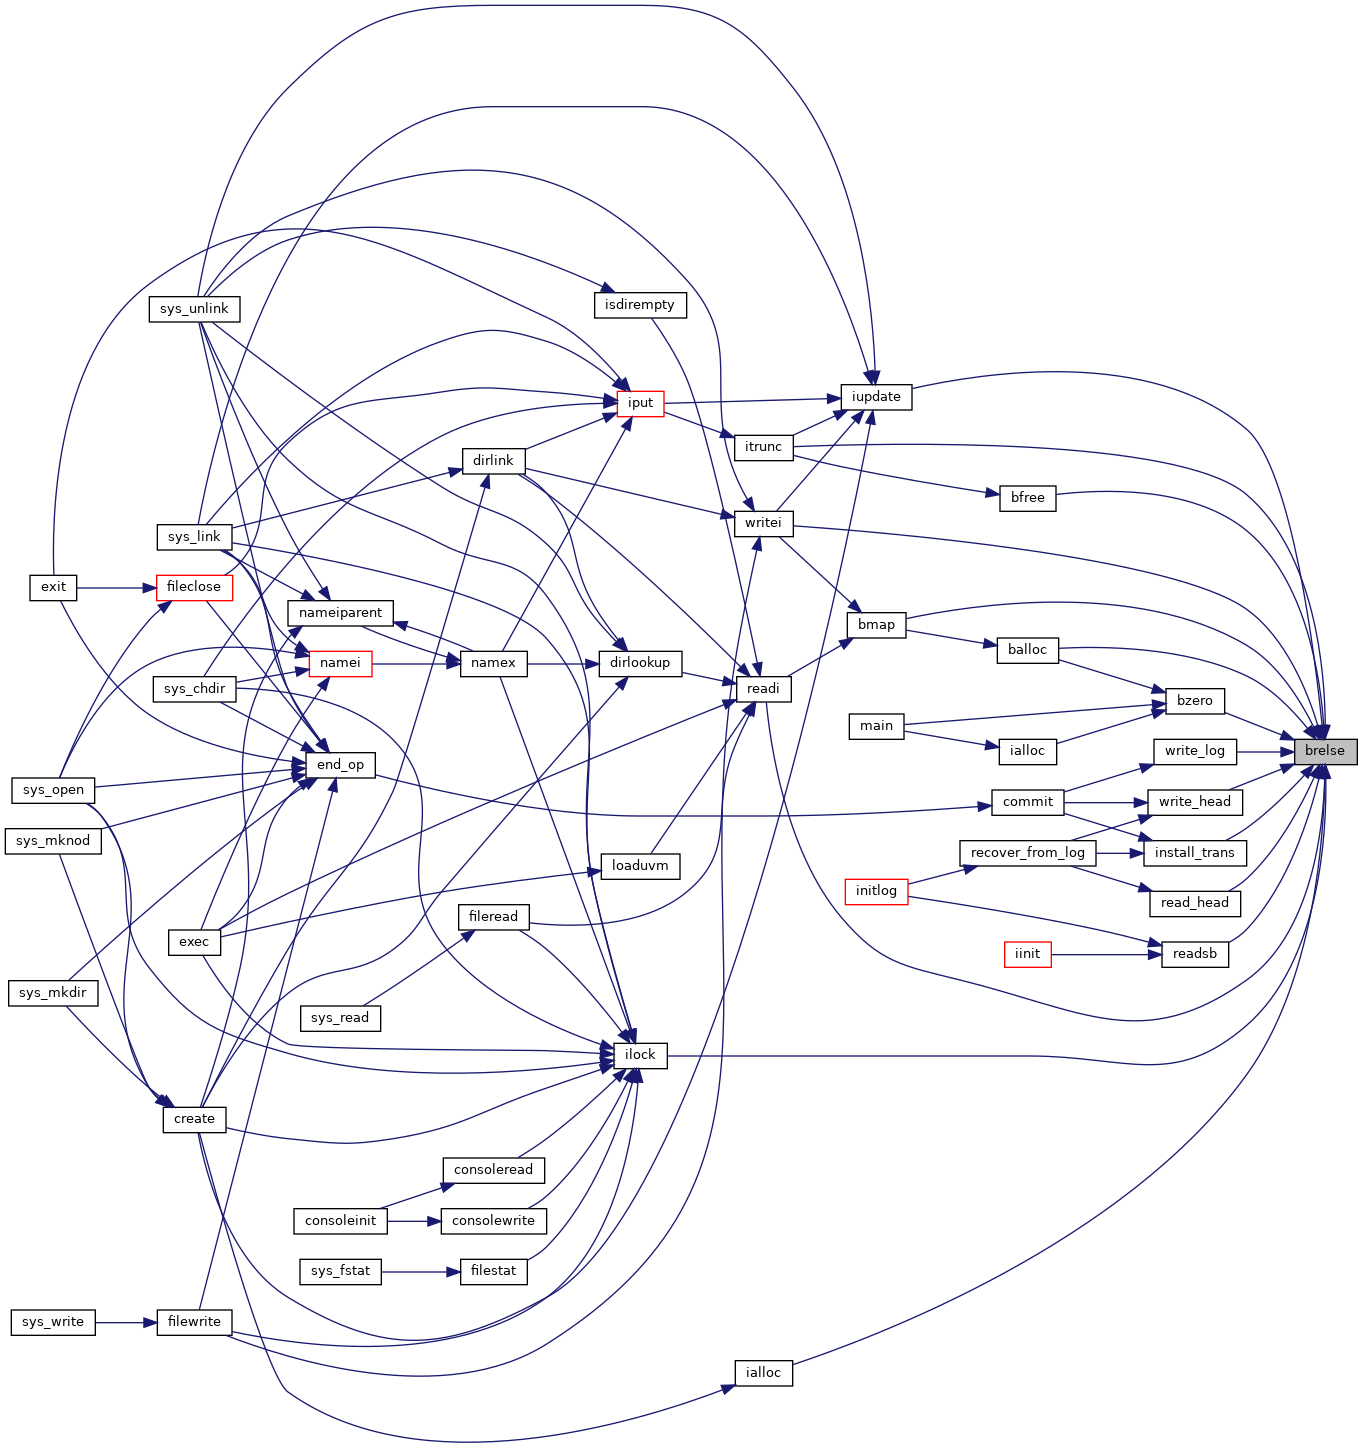 sys_unlink
isdirempty
iput
iupdate
itrunc
dirlink
bfree
writei
sys_link
exit
fileclose
nameiparent
bmap
balloc
namei
namex
dirlookup
readi
sys_chdir
bzero
main
ialloc
write_log
brelse
end_op
sys_open
commit
write_head
sys_mknod
recover_from_log
install_trans
loaduvm
initlog
read_head
fileread
exec
iinit
readsb
sys_mkdir
sys_read
ilock
create
consoleread
consoleinit
consolewrite
sys_fstat
filestat
sys_write
filewrite
ialloc